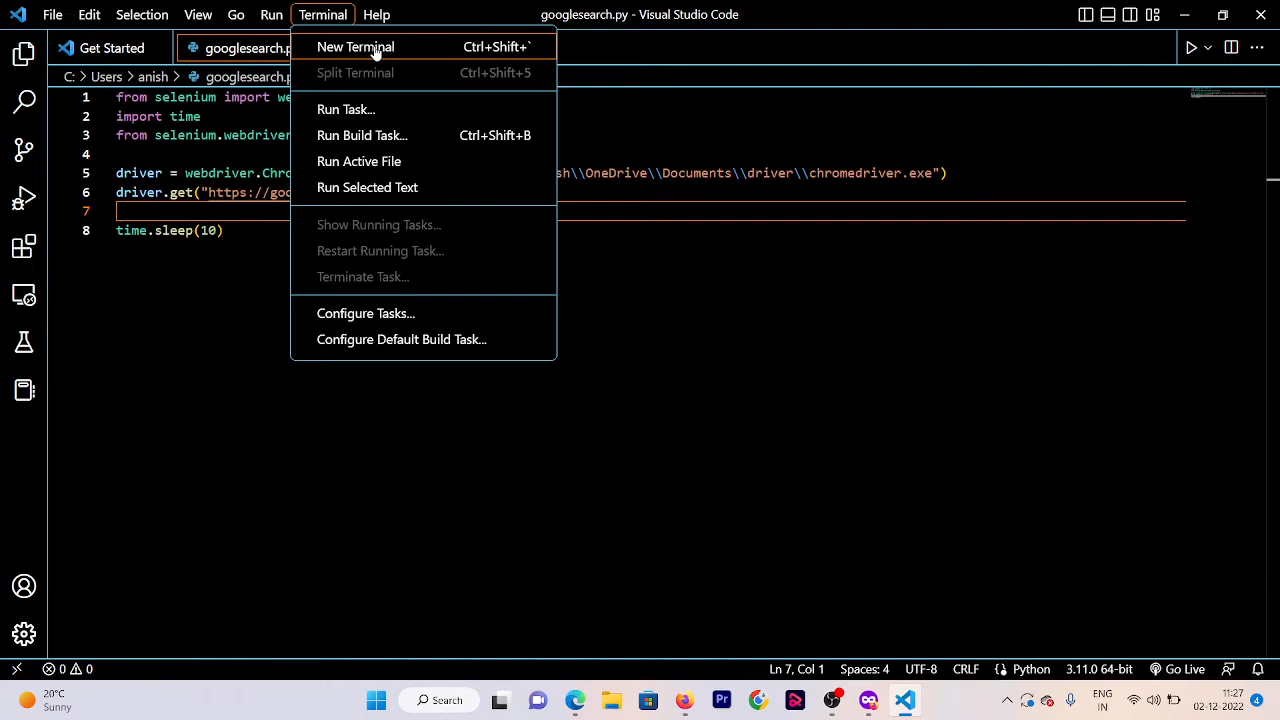 File Edit Selection View Go Run Terminal Help googlesearch.py - Visual Studio Code
Get Started googlesearch.p
New Terminal Ctrl+Shift+`
Split Terminal Ctrl+Shift+5
Run Task...
Run Build Task... Ctrl+Shift+B
Run Active File
Run Selected Text
Show Running Tasks...
Restart Running Task...
Terminate Task...
Configure Tasks...
Configure Default Build Task...
C: > Users > anish > googlesearch.p
1 from selenium import we
2 import time
3 from selenium.webdriver
4
5 driver = webdriver.Chro sh\\OneDrive\\Documents\\driver\\chromedriver.exe")
6 driver.get("https://goo
7
8 time.sleep(10)
0 0 Ln 7, Col 1 Spaces: 4 UTF-8 CRLF Python 3.11.0 64-bit Go Live
20°C
Sunny
Search
Pr
ENG
IN
11:27
02-12-2022
4